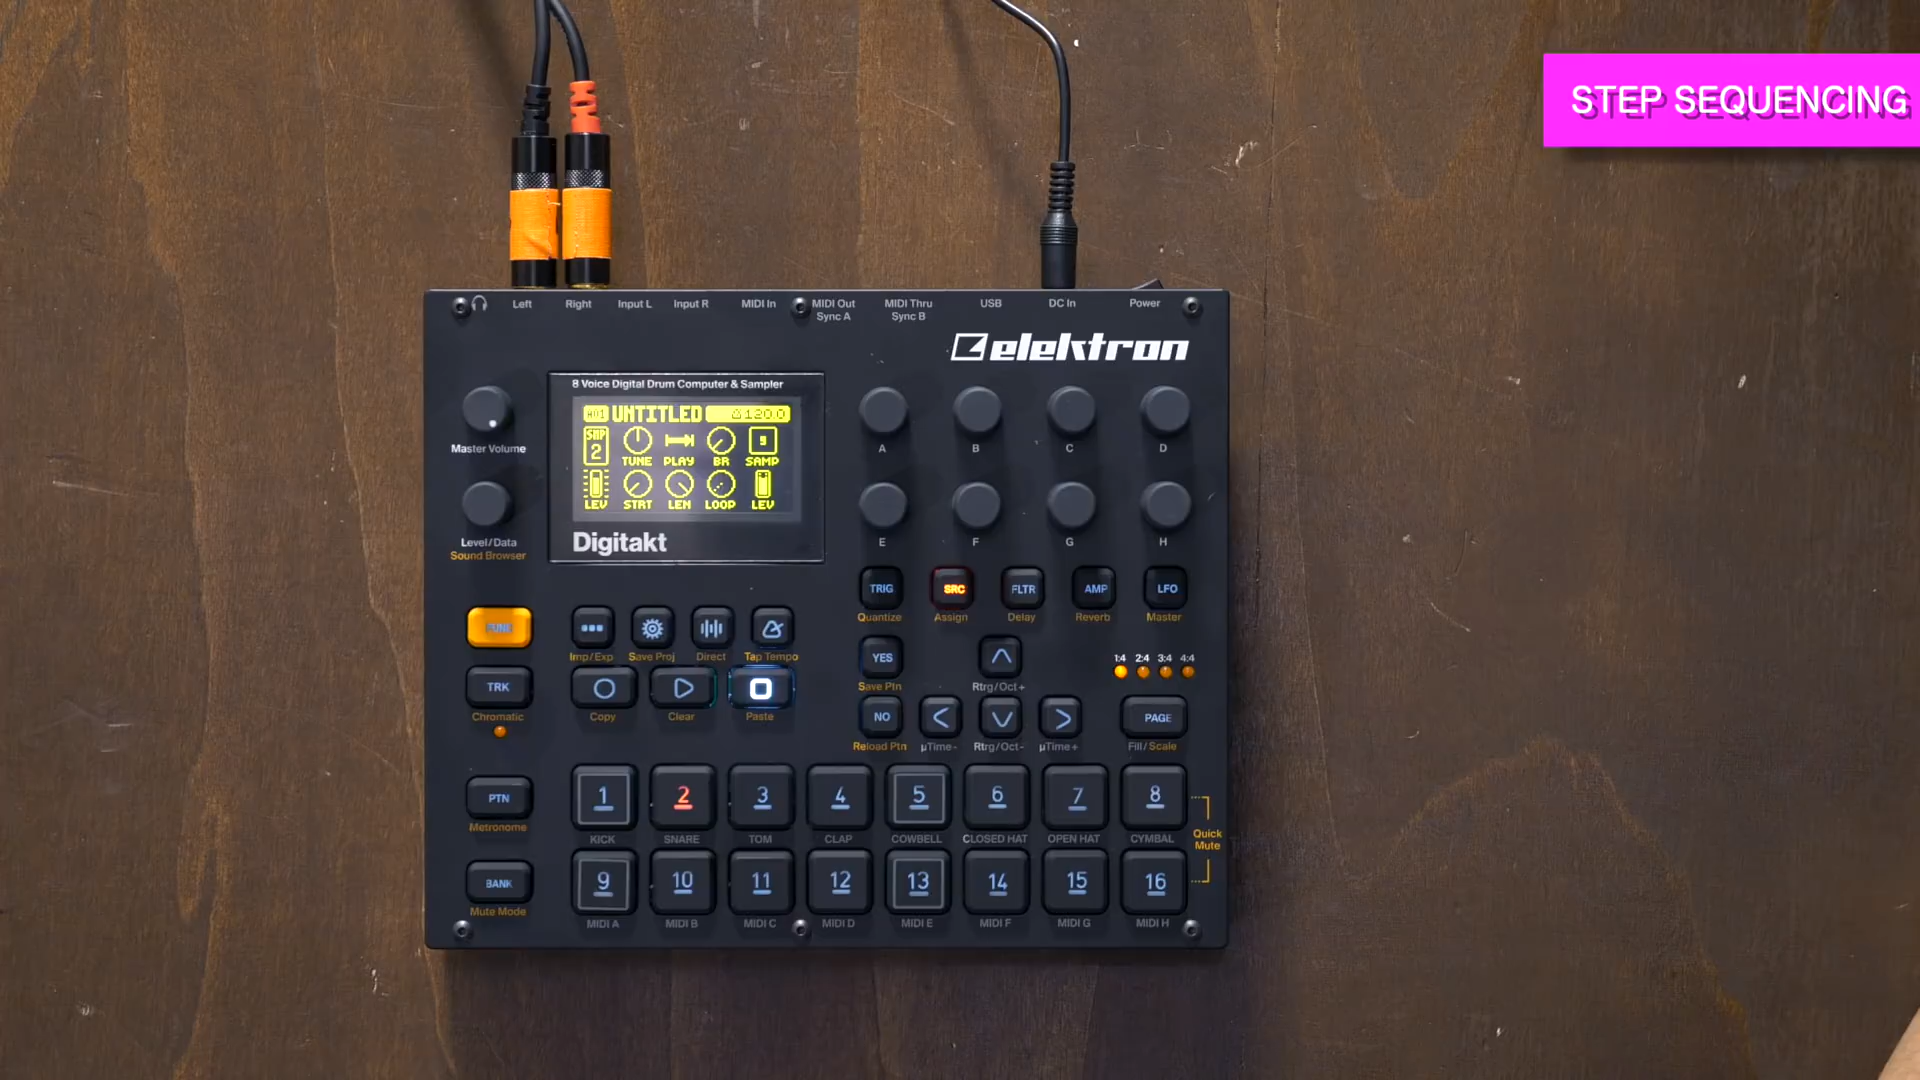 STEP SEQUENCING
Left Right Input L Input R MIDI In MIDI Out MIDI Thru USB DC In Power
Sync A Sync B
elektron
8 Voice Digital Drum Computer & Sampler
UNTITLED 120.0
SMP
2
TUNE PLAY BR SAMP
LEV STRT LEN LOOP LEV
Digitakt
Master Volume
Level/Data
Sound Browser
A B C D
E F G H
TRIG SRC FLTR AMP LFO
Quantize Assign Delay Reverb Master
FUNC
Imp/Exp Save Proj Direct Tap Tempo
YES
Save Ptn Rtrg/Oct+
1:4 2:4 3:4 4:4
TRK
Chromatic
Copy Clear Paste
NO PAGE
Reload Ptn µTime- Rtrg/Oct- µTime+ Fill/Scale
PTN
Metronome
1 2 3 4 5 6 7 8
KICK SNARE TOM CLAP COWBELL CLOSED HAT OPEN HAT CYMBAL
Quick
Mute
BANK
Mute Mode
9 10 11 12 13 14 15 16
MIDI A MIDI B MIDI C MIDI D MIDI E MIDI F MIDI G MIDI H